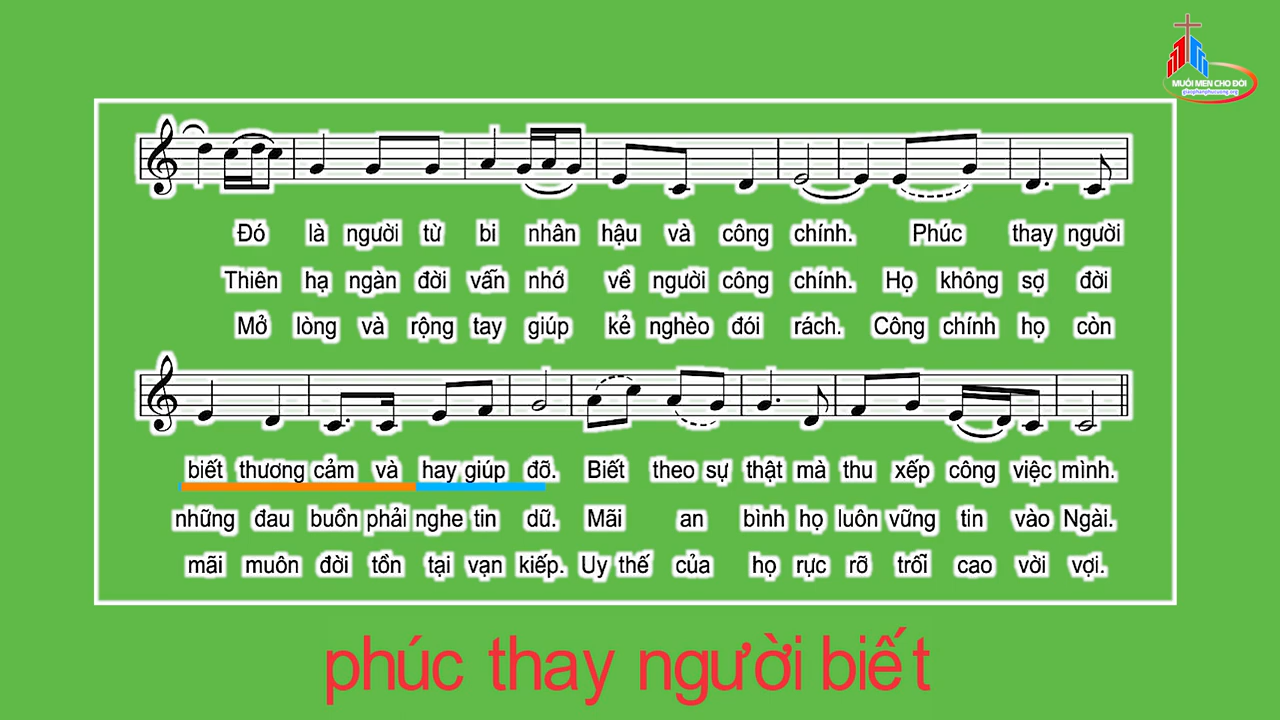 MUỐI MEN CHO ĐỜI
giaophanphucuong.org
Đó là người từ bi nhân hậu và công chính. Phúc thay người
Thiên hạ ngàn đời vẫn nhớ về người công chính. Họ không sợ đời
Mở lòng và rộng tay giúp kẻ nghèo đói rách. Công chính họ còn
biết thương cảm và hay giúp đỡ. Biết theo sự thật mà thu xếp công việc mình.
những đau buồn phải nghe tin dữ. Mãi an bình họ luôn vững tin vào Ngài.
mãi muôn đời tồn tại vạn kiếp. Uy thế của họ rực rỡ trỗi cao vời vợi.
phúc thay người biết